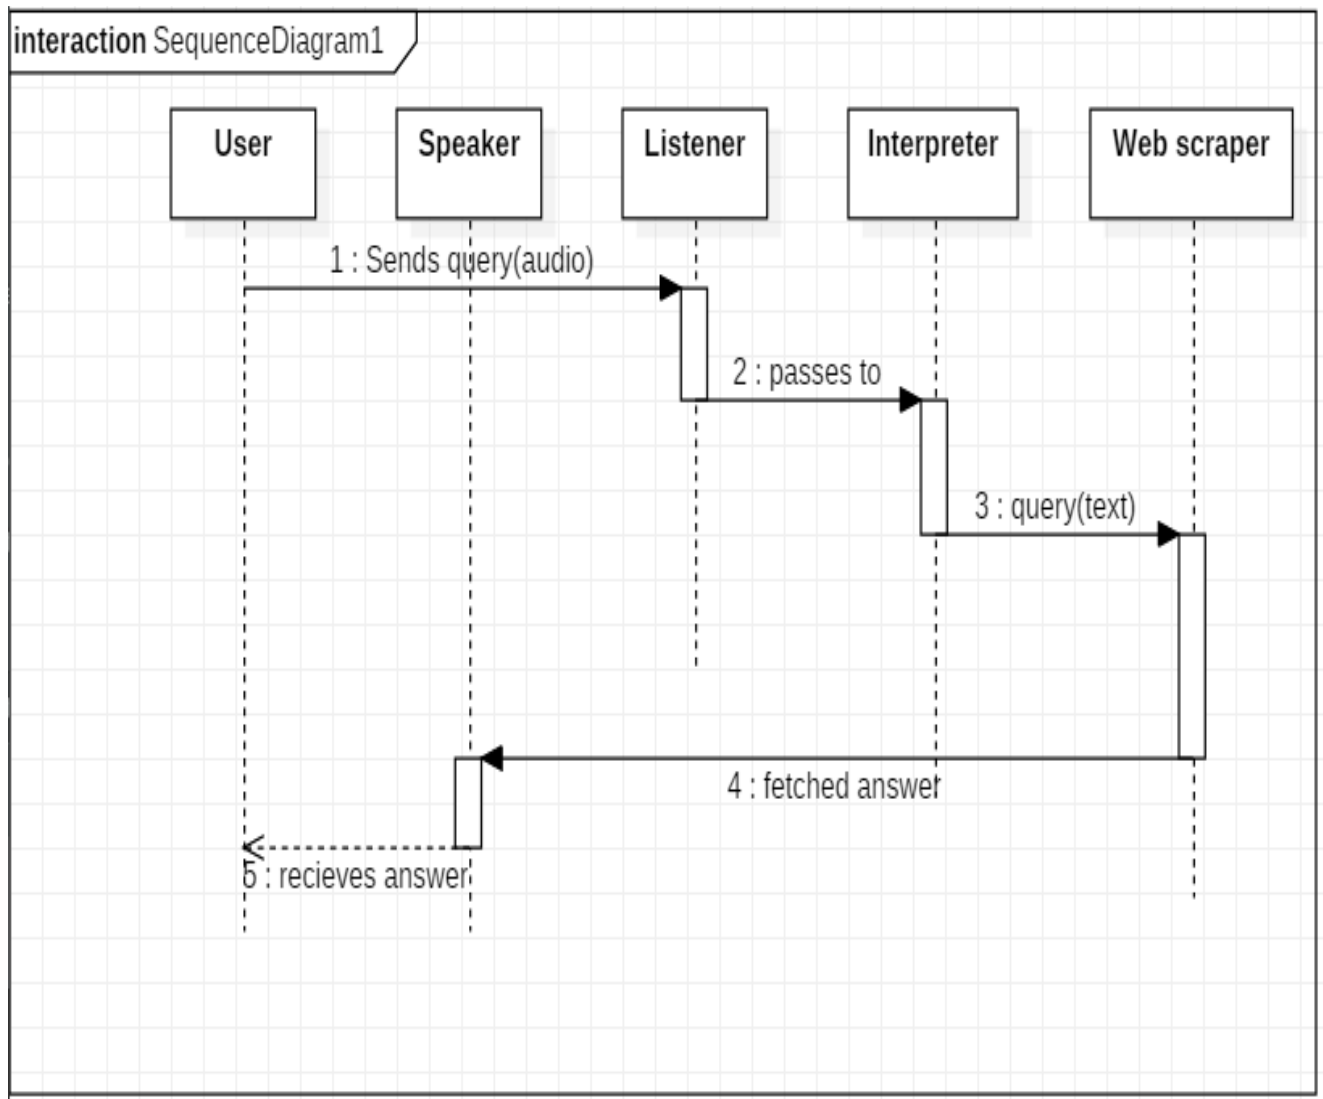 interaction SequenceDiagram1
User
Speaker
Listener
Interpreter
Web scraper
1 : Sends query(audio)
2 : passes to
3 : query(text)
4 : fetched answer
5 : recieves answer